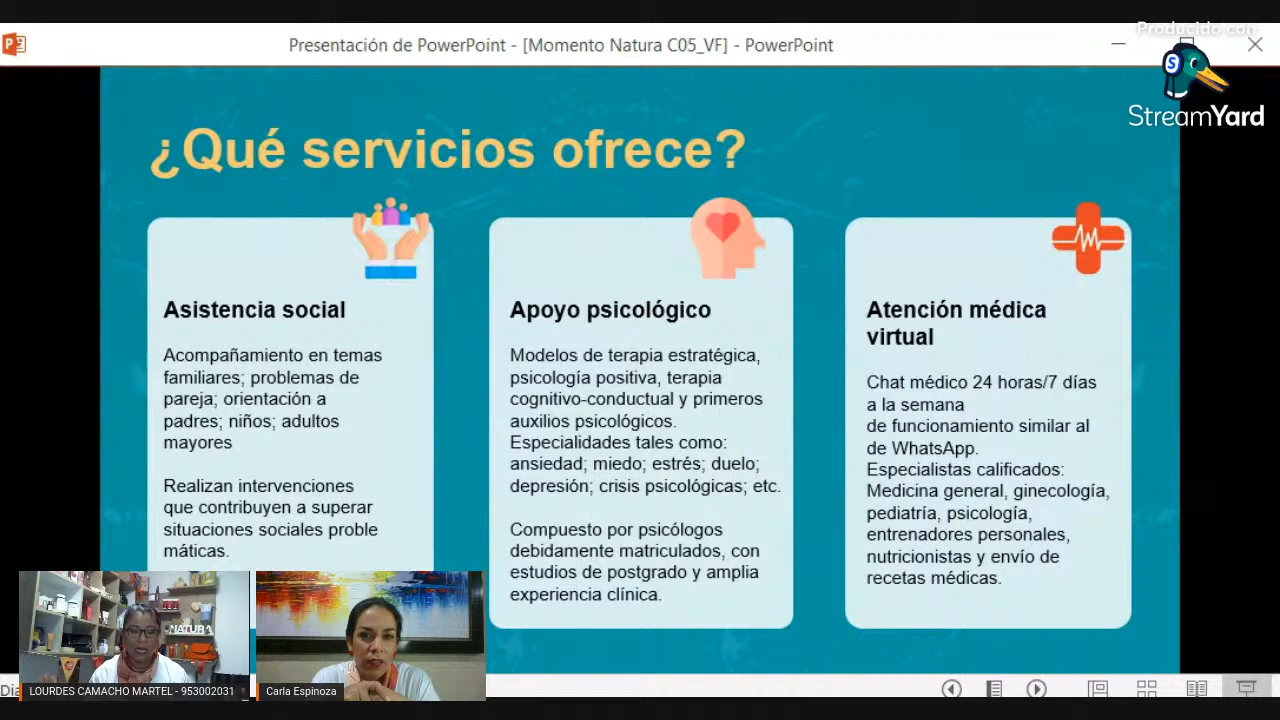 Producido con
Presentación de PowerPoint - [Momento Natura C05_VF] - PowerPoint
StreamYard
¿Qué servicios ofrece?
Asistencia social
Acompañamiento en temas
familiares; problemas de
pareja; orientación a
padres; niños; adultos
mayores
Realizan intervenciones
que contribuyen a superar
situaciones sociales proble
máticas.
Apoyo psicológico
Modelos de terapia estratégica,
psicología positiva, terapia
cognitivo-conductual y primeros
auxilios psicológicos.
Especialidades tales como:
ansiedad; miedo; estrés; duelo;
depresión; crisis psicológicas; etc.
Compuesto por psicólogos
debidamente matriculados, con
estudios de postgrado y amplia
experiencia clínica.
Atención médica
virtual
Chat médico 24 horas/7 días
a la semana
de funcionamiento similar al
de WhatsApp.
Especialistas calificados:
Medicina general, ginecología,
pediatría, psicología,
entrenadores personales,
nutricionistas y envío de
recetas médicas.
NATURA
LOURDES CAMACHO MARTEL - 953002031
Carla Espinoza